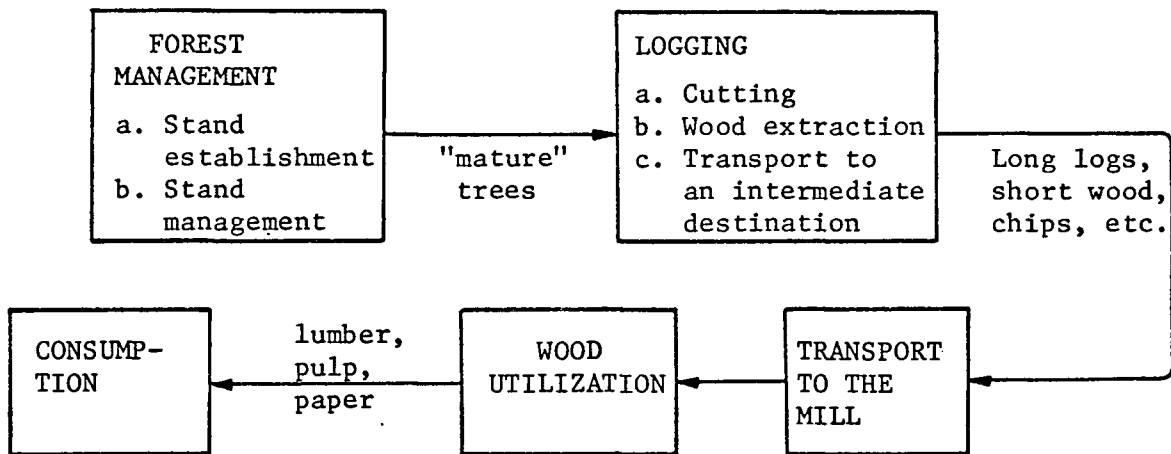 FOREST
MANAGEMENT
a. Stand
establishment
b. Stand
management
"mature"
trees
LOGGING
a. Cutting
b. Wood extraction
c. Transport to
an intermediate
destination
Long logs,
short wood,
chips, etc.
TRANSPORT
TO THE
MILL
WOOD
UTILIZATION
lumber,
pulp,
paper
CONSUMP-
TION